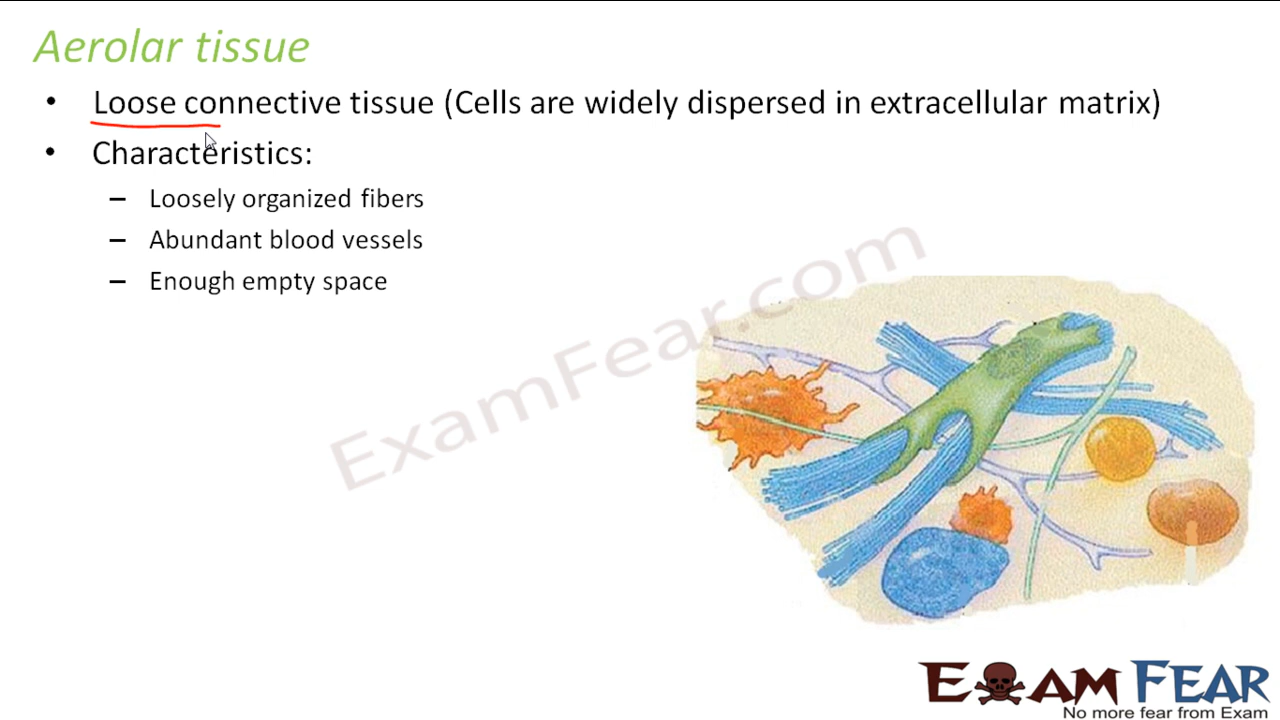 Aerolar tissue
• Loose connective tissue (Cells are widely dispersed in extracellular matrix)
• Characteristics:
– Loosely organized fibers
– Abundant blood vessels
– Enough empty space
ExamFear.com
EXAM FEAR
No more fear from Exam